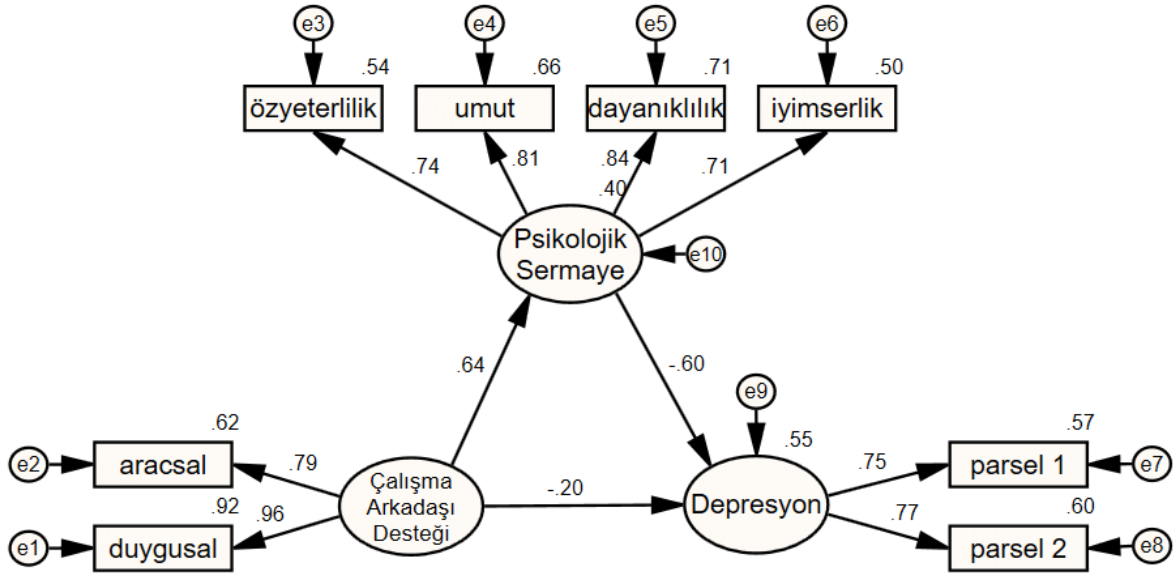 e3
e4
e5
e6
.54
.66
.71
.50
özyeterlilik
umut
dayanıklılık
iyimserlik
.74
.81
.84
.71
.40
Psikolojik
Sermaye
e10
.64
-.60
e9
.55
.62
e2
aracsal
.79
.92
.96
e1
duygusal
Çalışma
Arkadaşı
Desteği
-.20
Depresyon
.57
.75
parsel 1
e7
.60
.77
parsel 2
e8